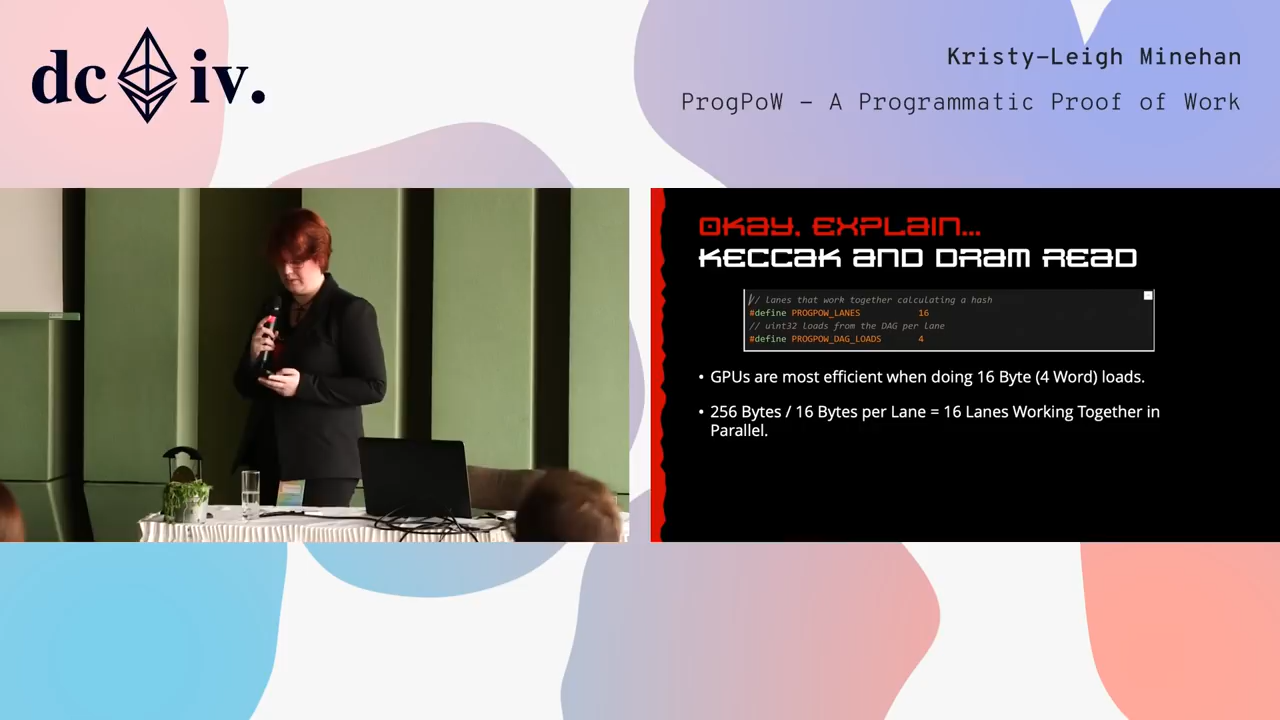 dc iv.
Kristy-Leigh Minehan
ProgPoW - A Programmatic Proof of Work
OKAY, EXPLAIN...
KECCAK AND DRAM READ
// lanes that work together calculating a hash
#define PROGPOW_LANES 16
// uint32 loads from the DAG per lane
#define PROGPOW_DAG_LOADS 4
• GPUs are most efficient when doing 16 Byte (4 Word) loads.
• 256 Bytes / 16 Bytes per Lane = 16 Lanes Working Together in
Parallel.